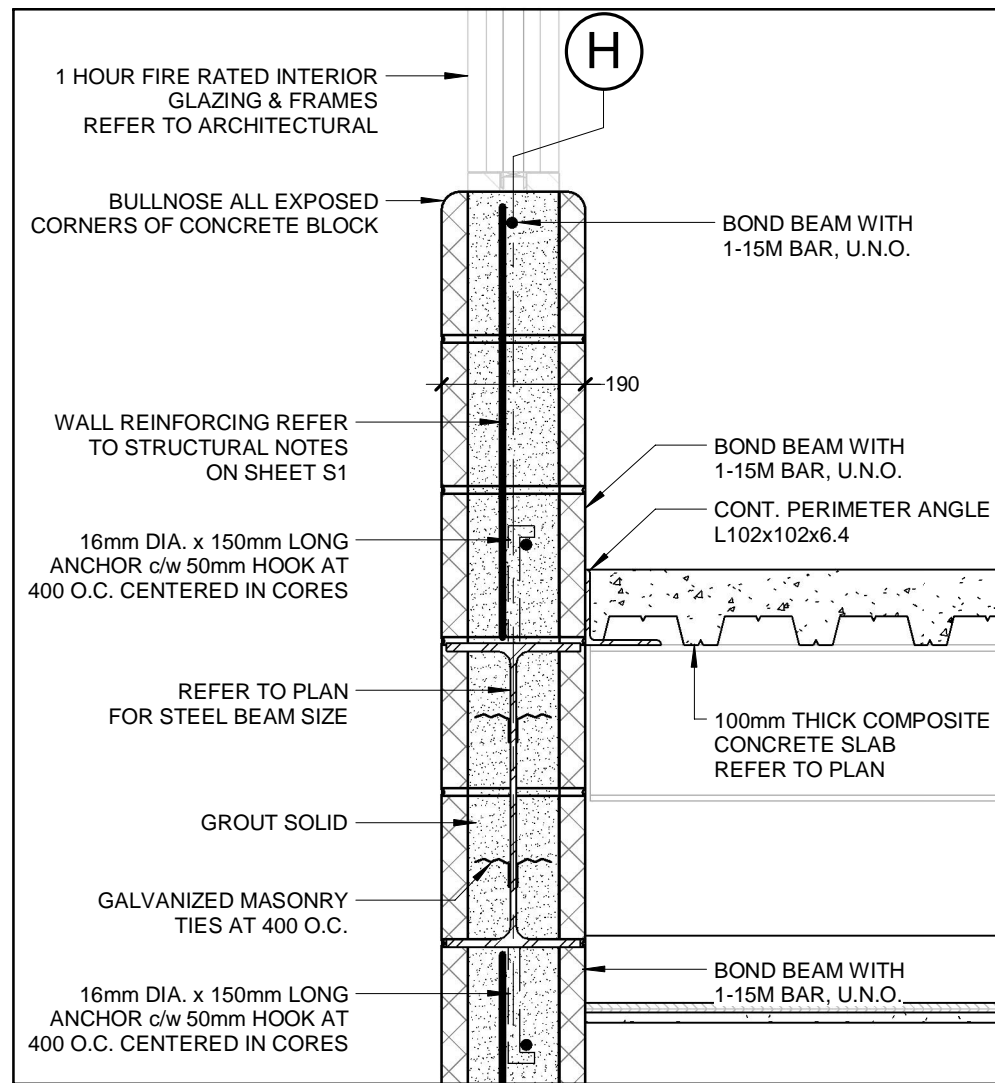 H
1 HOUR FIRE RATED INTERIOR
GLAZING & FRAMES
REFER TO ARCHITECTURAL
BULLNOSE ALL EXPOSED
CORNERS OF CONCRETE BLOCK
BOND BEAM WITH
1-15M BAR, U.N.O.
190
WALL REINFORCING REFER
TO STRUCTURAL NOTES
ON SHEET S1
BOND BEAM WITH
1-15M BAR, U.N.O.
CONT. PERIMETER ANGLE
L102x102x6.4
16mm DIA. x 150mm LONG
ANCHOR c/w 50mm HOOK AT
400 O.C. CENTERED IN CORES
REFER TO PLAN
FOR STEEL BEAM SIZE
100mm THICK COMPOSITE
CONCRETE SLAB
REFER TO PLAN
GROUT SOLID
GALVANIZED MASONRY
TIES AT 400 O.C.
BOND BEAM WITH
1-15M BAR, U.N.O.
16mm DIA. x 150mm LONG
ANCHOR c/w 50mm HOOK AT
400 O.C. CENTERED IN CORES